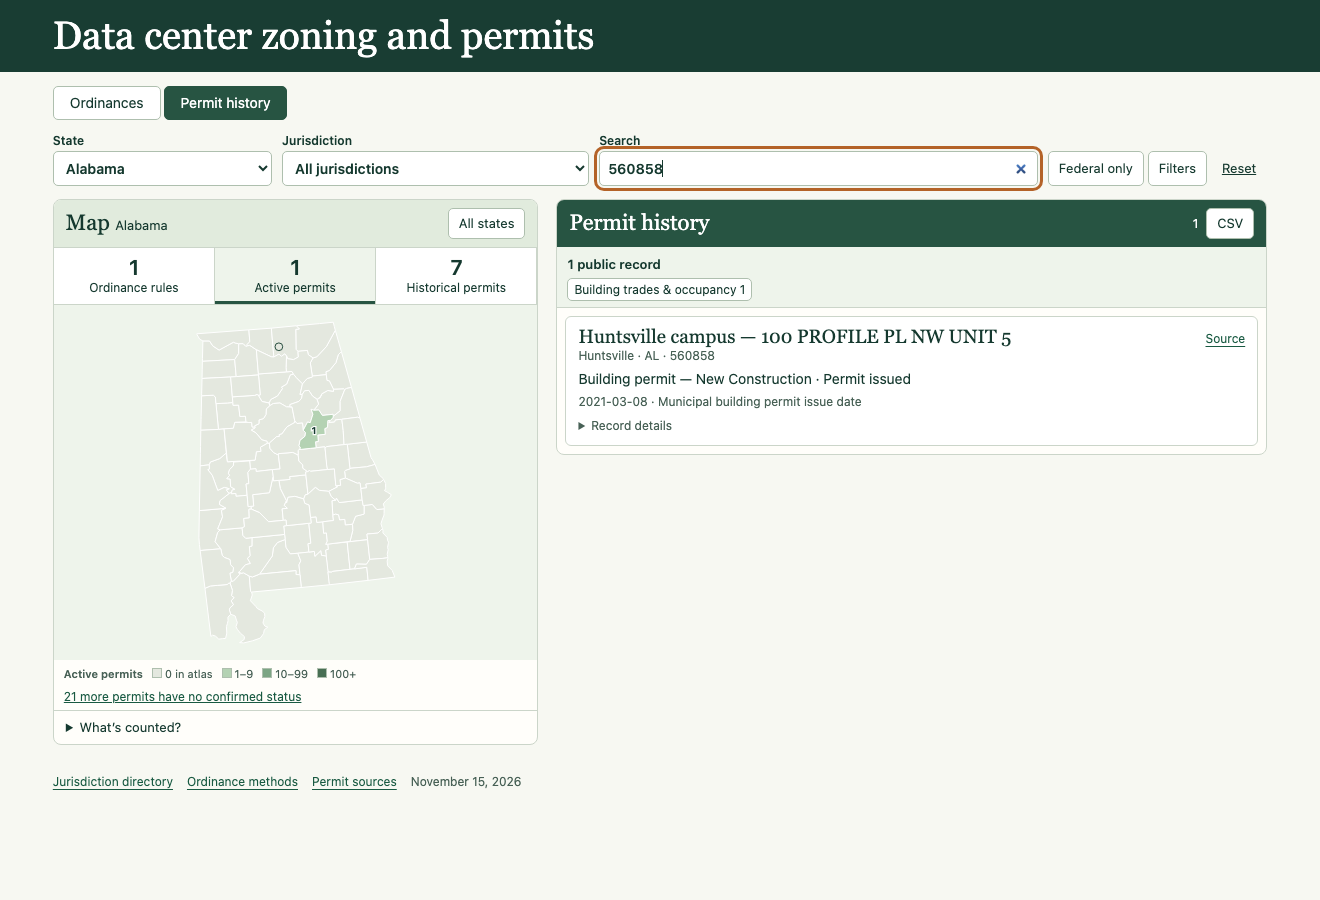 Data center zoning and permits
Ordinances
Permit history
State
Jurisdiction
Search
Alabama
All jurisdictions
560858
Federal only
Filters
Reset
Map Alabama
All states
1
Ordinance rules
1
Active permits
7
Historical permits
1
Active permits
0 in atlas
1–9
10–99
100+
21 more permits have no confirmed status
What's counted?
Permit history
1
CSV
1 public record
Building trades & occupancy 1
Huntsville campus — 100 PROFILE PL NW UNIT 5
Source
Huntsville · AL · 560858
Building permit — New Construction · Permit issued
2021-03-08 · Municipal building permit issue date
Record details
Jurisdiction directory
Ordinance methods
Permit sources
November 15, 2026